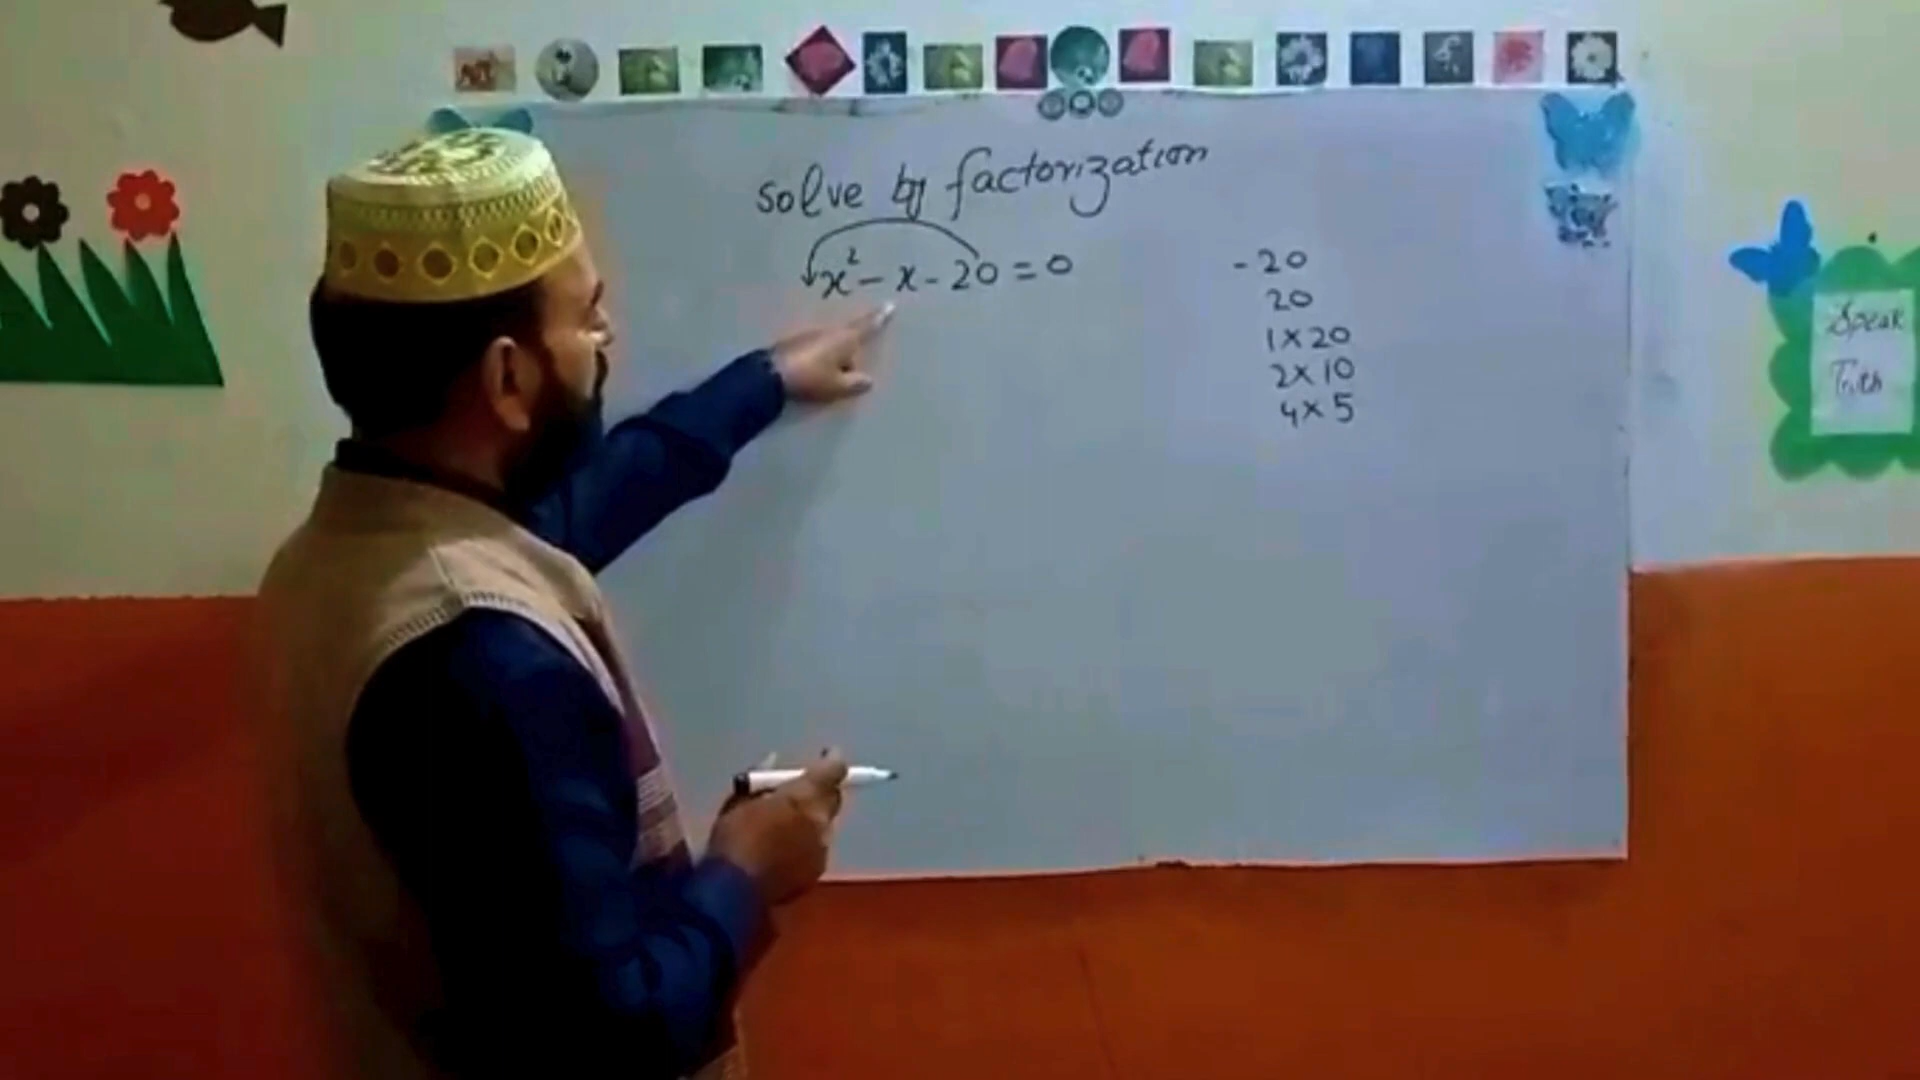 solve by factorization
x² - x - 20 = 0
- 20
20
1 x 20
2 x 10
4 x 5
Speak
Truth